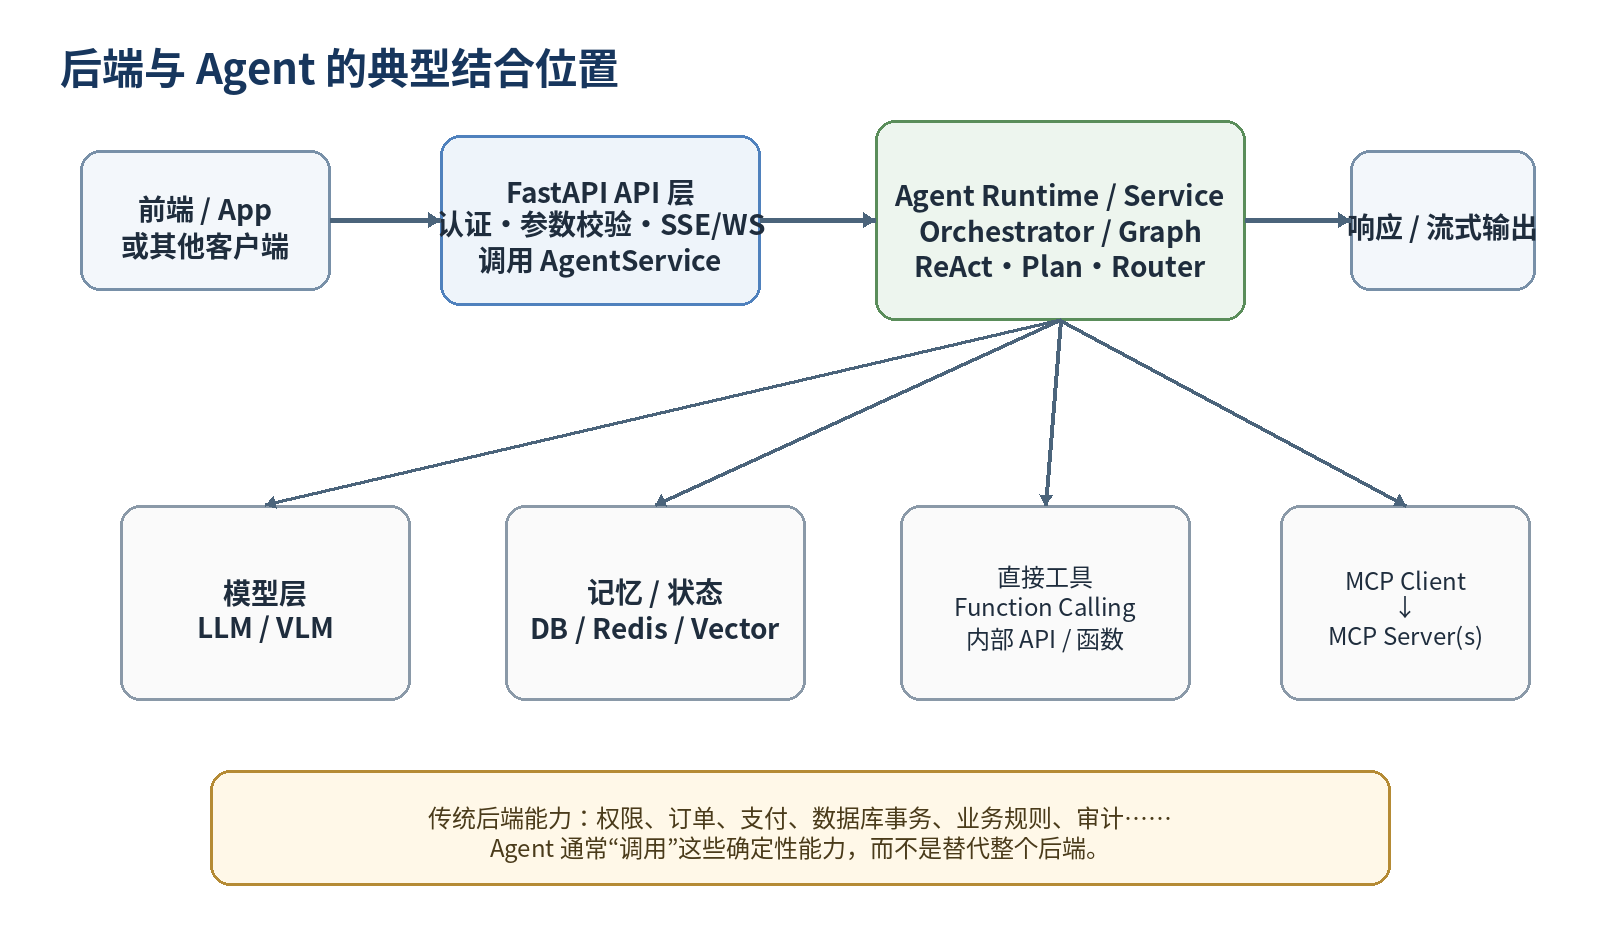 后端与 Agent 的典型结合位置
前端 / App
或其他客户端
FastAPI API 层
认证・参数校验・SSE/WS
调用 AgentService
Agent Runtime / Service
Orchestrator / Graph
ReAct・Plan・Router
响应 / 流式输出
模型层
LLM / VLM
记忆 / 状态
DB / Redis / Vector
直接工具
Function Calling
内部 API / 函数
MCP Client
↓
MCP Server(s)
传统后端能力：权限、订单、支付、数据库事务、业务规则、审计……
Agent 通常“调用”这些确定性能力，而不是替代整个后端。